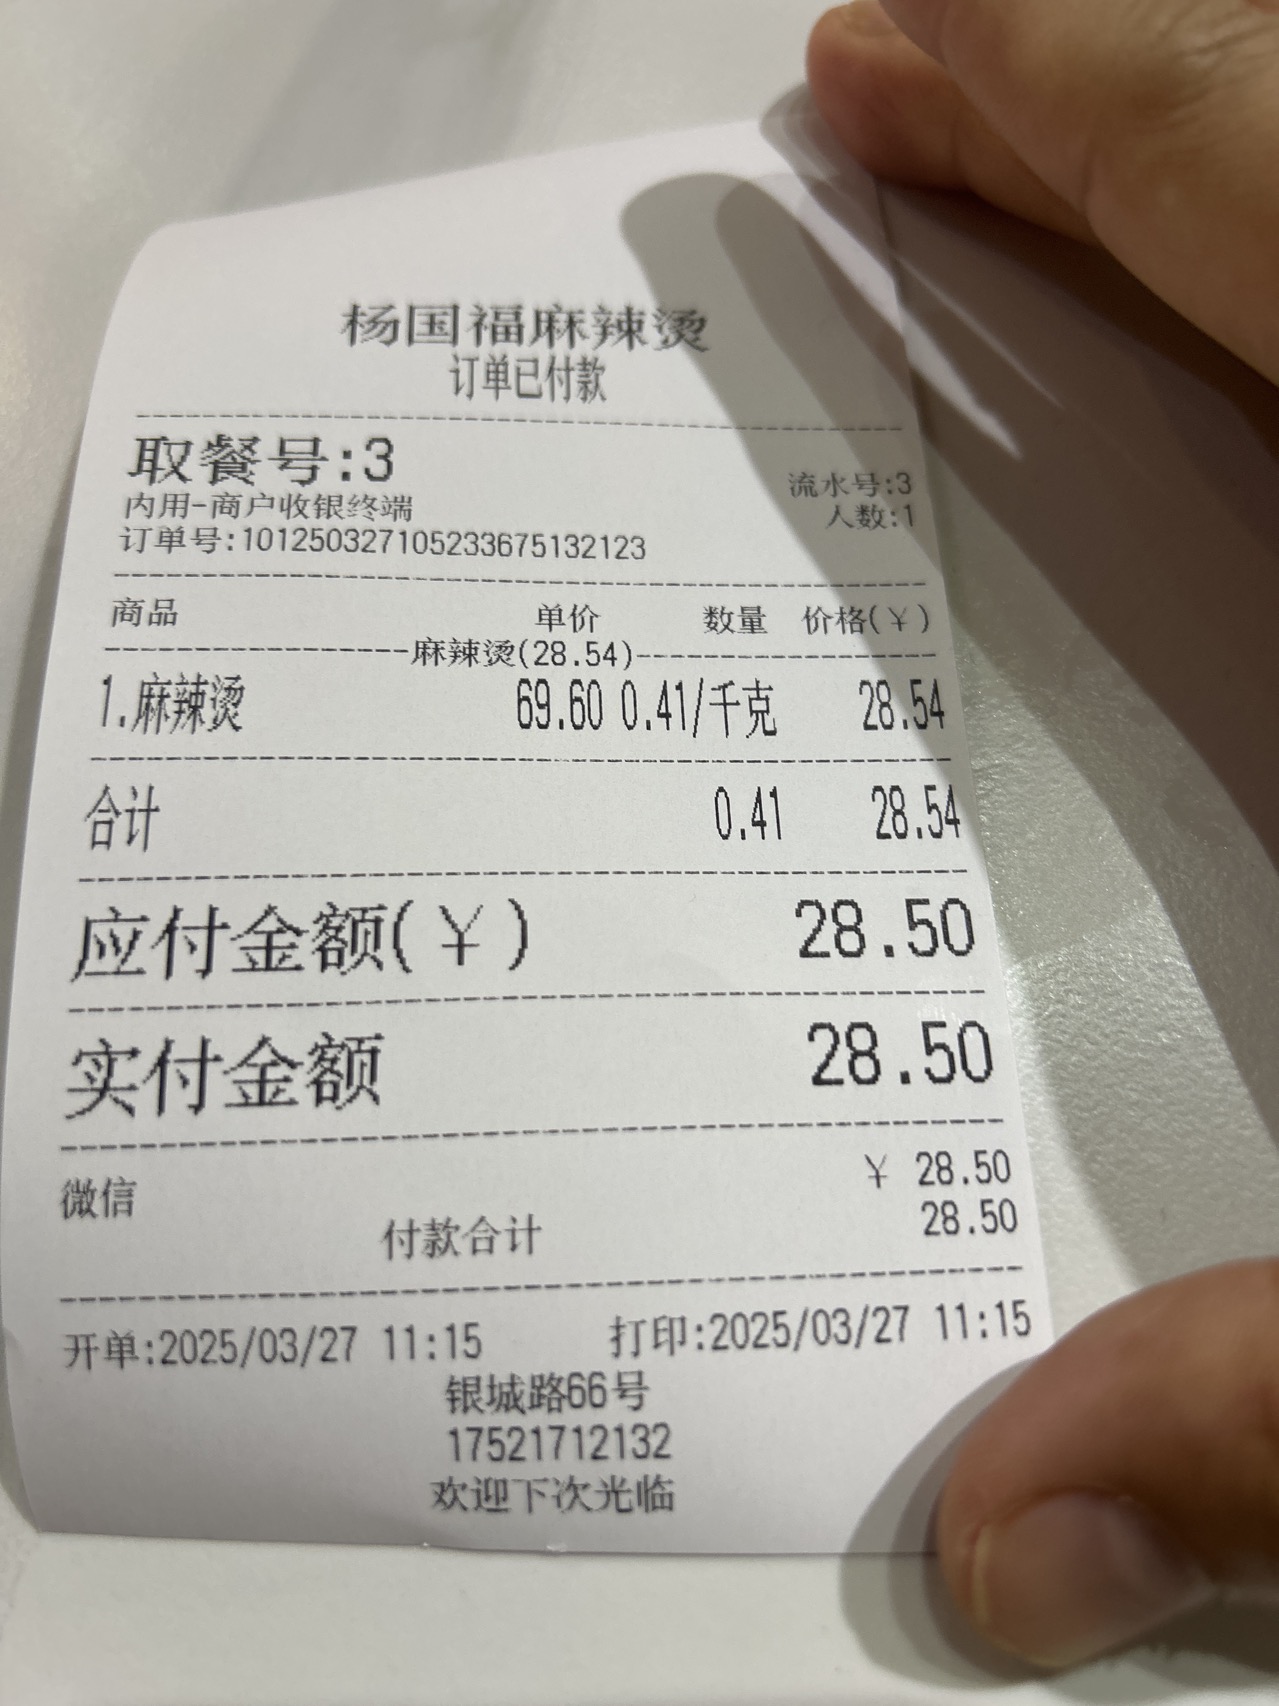 杨国福麻辣烫
订单已付款
取餐号:3
流水号:3
内用-商户收银终端
人数:1
订单号:101250327105233675132123
商品 单价 数量 价格(¥)
麻辣烫(28.54)
1.麻辣烫 69.60 0.41/千克 28.54
合计 0.41 28.54
应付金额(¥) 28.50
实付金额 28.50
微信 ¥ 28.50
付款合计 28.50
开单:2025/03/27 11:15 打印:2025/03/27 11:15
银城路66号
17521712132
欢迎下次光临